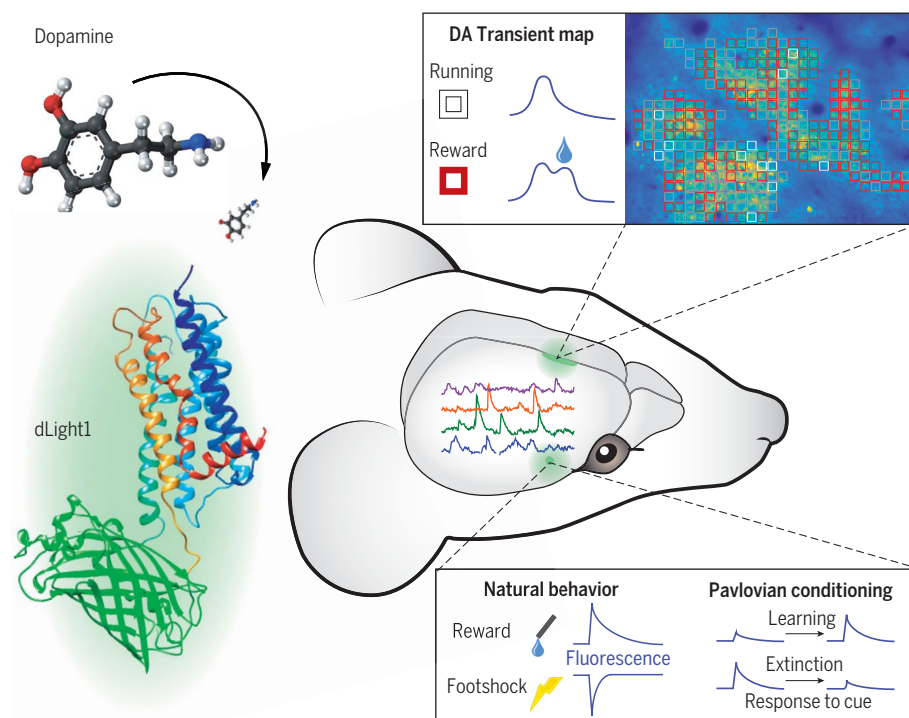 Dopamine
dLight1
DA Transient map
Running
Reward
Natural behavior
Reward
Fluorescence
Footshock
Pavlovian conditioning
Learning
Extinction
Response to cue